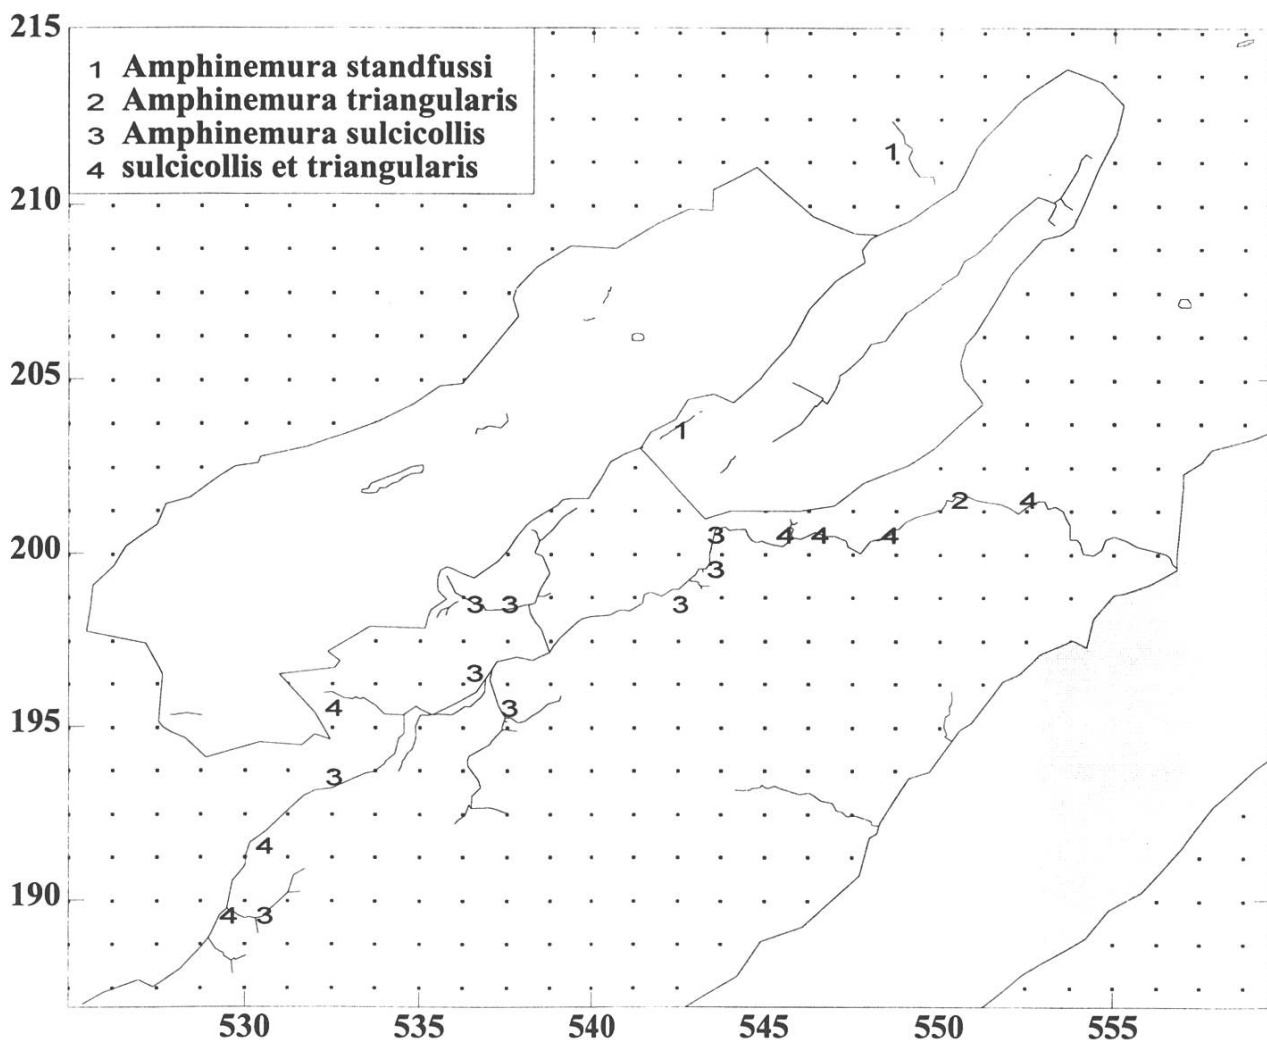 215
1 Amphinemura standfussi
2 Amphinemura triangularis
3 Amphinemura sulcicollis
4 sulcicollis et triangularis
1
210
205
1
2 4
200
3 4 4 4
3
3 3 3
3
195
4 3
3
4
190
4 3
530 535 540 545 550 555